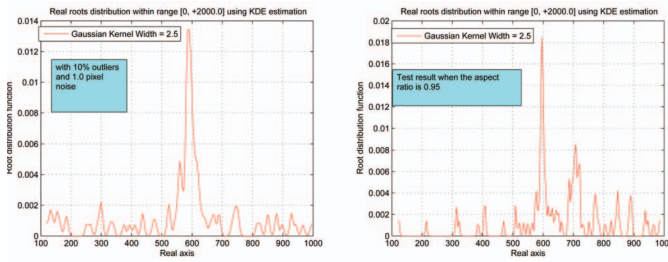 Real roots distribution within range [0, +2000.0] using KDE estimation
0.014
0.012
0.01
0.008
0.006
0.004
0.002
0
Root distribution function
Gaussian Kernel Width = 2.5
with 10% outliers
and 1.0 pixel
noise
100 200 300 400 500 600 700 800 900 1000
Real axis
Real roots distribution within range [0, +2000.0] using KDE estimation
0.02
0.018
0.016
0.014
0.012
0.01
0.008
0.006
0.004
0.002
0
Root distribution function
Gaussian Kernel Width = 2.5
Test result when the aspect
ratio is 0.95
100 200 300 400 500 600 700 800 900 1000
Real axis